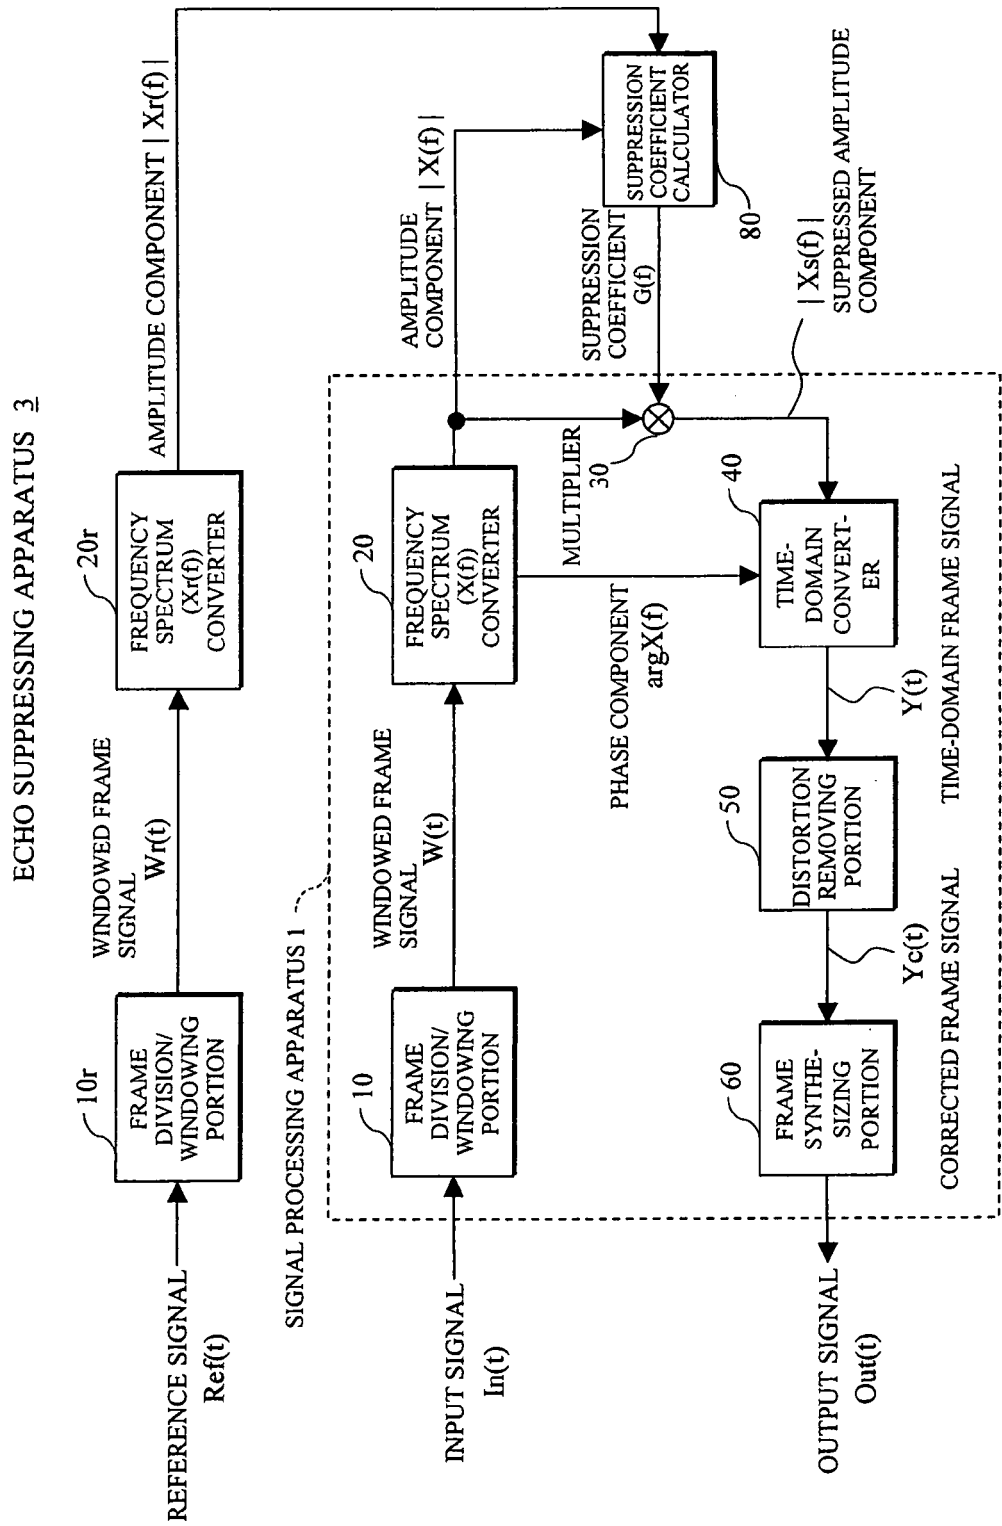 ECHO SUPPRESSING APPARATUS 3
REFERENCE SIGNAL
Ref(t)
10r
FRAME
DIVISION/
WINDOWING
PORTION
WINDOWED FRAME
SIGNAL
Wr(t)
20r
FREQUENCY
SPECTRUM
(Xr(f))
CONVERTER
AMPLITUDE COMPONENT | Xr(f) |
SIGNAL PROCESSING APPARATUS 1
INPUT SIGNAL
In(t)
10
FRAME
DIVISION/
WINDOWING
PORTION
WINDOWED FRAME
SIGNAL
W(t)
20
FREQUENCY
SPECTRUM
(X(f))
CONVERTER
AMPLITUDE
COMPONENT | X(f) |
SUPPRESSION
COEFFICIENT
CALCULATOR
80
SUPPRESSION
COEFFICIENT
G(f)
MULTIPLIER
30
PHASE COMPONENT
argX(f)
| Xs(f) |
SUPPRESSED AMPLITUDE
COMPONENT
40
TIME-
DOMAIN
CONVERT-
ER
Y(t)
TIME-DOMAIN FRAME SIGNAL
50
DISTORTION
REMOVING
PORTION
Yc(t)
CORRECTED FRAME SIGNAL
60
FRAME
SYNTHE-
SIZING
PORTION
OUTPUT SIGNAL
Out(t)